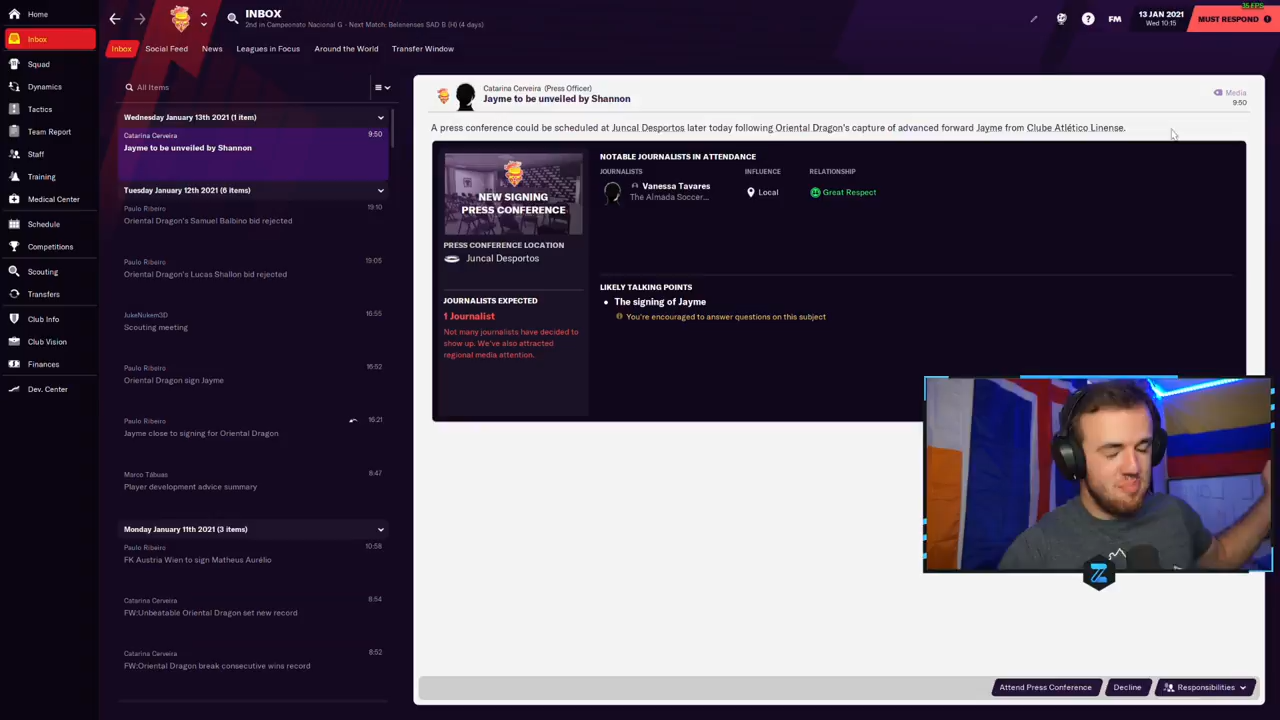 INBOX
2nd in Campeonato Nacional G - Next Match: Belenenses SAD B (H) (4 days)
FM
13 JAN 2021
Wed 10:15
35 FPS
MUST RESPOND
Home
Inbox
Squad
Dynamics
Tactics
Team Report
Staff
Training
Medical Center
Schedule
Competitions
Scouting
Transfers
Club Info
Club Vision
Finances
Dev. Center
Inbox
Social Feed
News
Leagues in Focus
Around the World
Transfer Window
All Items
Wednesday January 13th 2021 (1 item)
Catarina Cerveira 9:50
Jayme to be unveiled by Shannon
Tuesday January 12th 2021 (6 items)
Paulo Ribeiro 19:10
Oriental Dragon's Samuel Balbino bid rejected
Paulo Ribeiro 19:05
Oriental Dragon's Lucas Shallon bid rejected
JukeNukem3D 16:55
Scouting meeting
Paulo Ribeiro 16:52
Oriental Dragon sign Jayme
Paulo Ribeiro 16:21
Jayme close to signing for Oriental Dragon
Marco Tábuas 8:47
Player development advice summary
Monday January 11th 2021 (3 items)
Paulo Ribeiro 10:58
FK Austria Wien to sign Matheus Aurélio
Catarina Cerveira 8:54
FW:Unbeatable Oriental Dragon set new record
Catarina Cerveira 8:52
FW:Oriental Dragon break consecutive wins record
Catarina Cerveira (Press Officer)
Jayme to be unveiled by Shannon
Media
9:50
A press conference could be scheduled at Juncal Desportos later today following Oriental Dragon's capture of advanced forward Jayme from Clube Atlético Linense.
NEW SIGNING
PRESS CONFERENCE
PRESS CONFERENCE LOCATION
Juncal Desportos
JOURNALISTS EXPECTED
1 Journalist
Not many journalists have decided to
show up. We've also attracted
regional media attention.
NOTABLE JOURNALISTS IN ATTENDANCE
JOURNALISTS INFLUENCE RELATIONSHIP
Vanessa Tavares
The Almada Soccer...
Local
Great Respect
LIKELY TALKING POINTS
The signing of Jayme
You're encouraged to answer questions on this subject
Attend Press Conference
Decline
Responsibilities